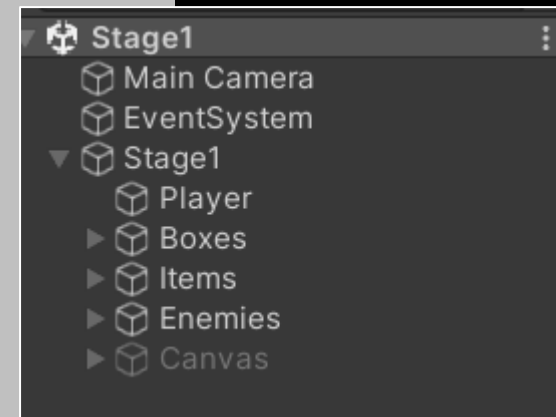 Stage1
Main Camera
EventSystem
Stage1
Player
Boxes
Items
Enemies
Canvas